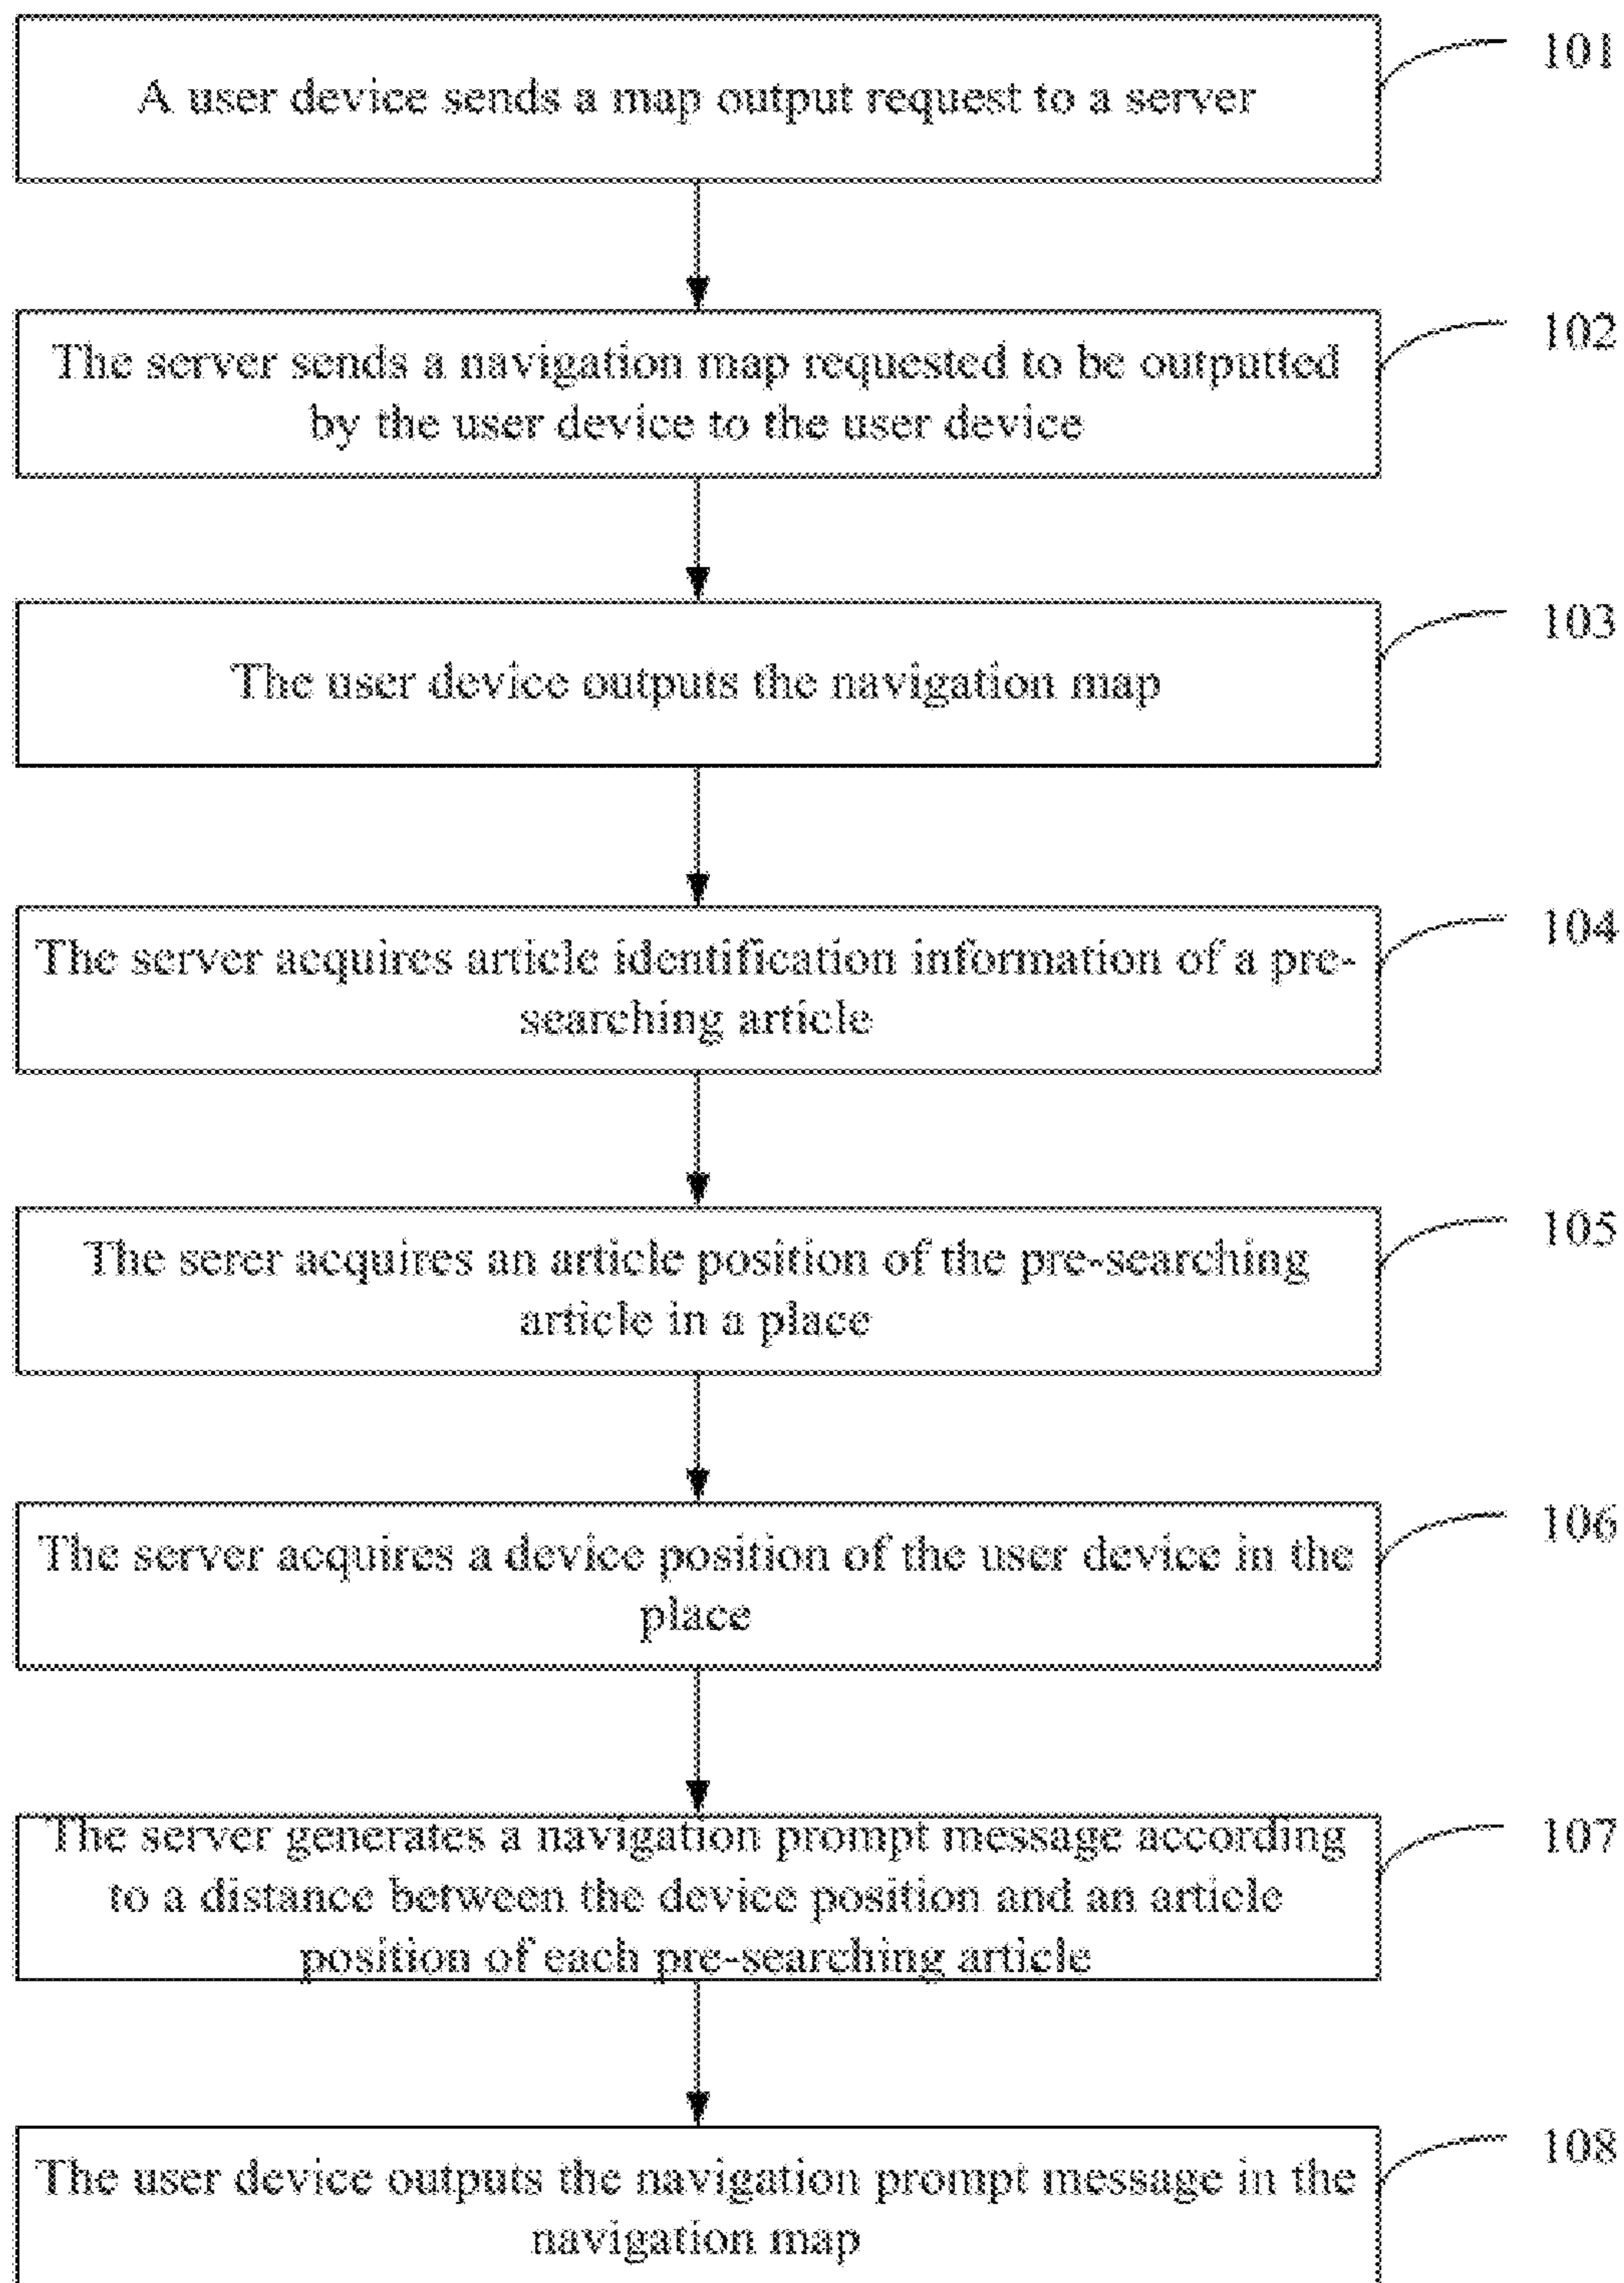 A user device sends a map output request to a server
101
The server sends a navigation map requested to be outputted
by the user device to the user device
102
The user device outputs the navigation map
103
The server acquires article identification information of a pre-
searching article
104
The serer acquires an article position of the pre-searching
article in a place
105
The server acquires a device position of the user device in the
place
106
The server generates a navigation prompt message according
to a distance between the device position and an article
position of each pre-searching article
107
The user device outputs the navigation prompt message in the
navigation map
108